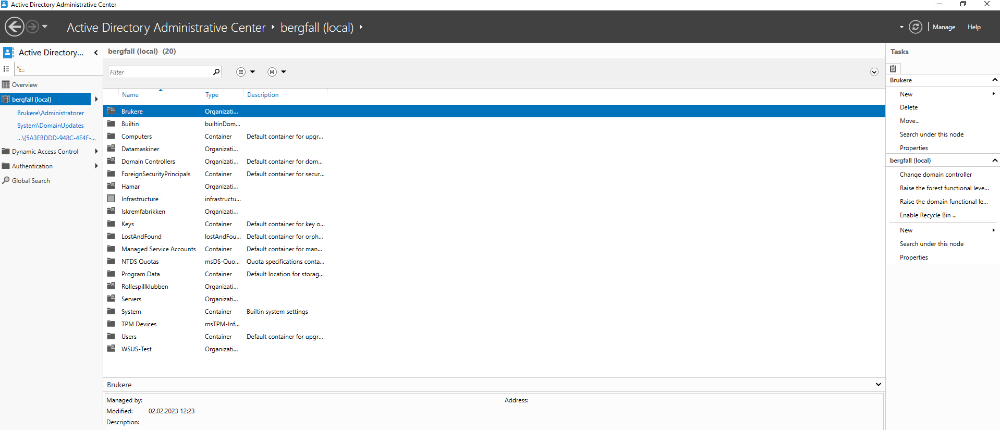 Active Directory Administrative Center
Active Directory Administrative Center bergfall (local)
Manage Help
Active Directory...
Overview
bergfall (local)
Brukere\Administratorer
System\DomainUpdates
...\{5A3EBDDD-948C-4E4F-...
Dynamic Access Control
Authentication
Global Search
bergfall (local) (20)
Filter
Name Type Description
Brukere Organizati...
Builtin builtinDom...
Computers Container Default container for upgr...
Datamaskiner Organizati...
Domain Controllers Organizati... Default container for dom...
ForeignSecurityPrincipals Container Default container for secur...
Hamar Organizati...
Infrastructure infrastructu...
Iskremfabrikken Organizati...
Keys Container Default container for key o...
LostAndFound lostAndFou... Default container for orph...
Managed Service Accounts Container Default container for man...
NTDS Quotas msDS-Quo... Quota specifications conta...
Program Data Container Default location for storag...
Rollespillklubben Organizati...
Servers Organizati...
System Container Builtin system settings
TPM Devices msTPM-Inf...
Users Container Default container for upgr...
WSUS-Test Organizati...
Brukere
Managed by: Address:
Modified: 02.02.2023 12:23
Description:
Tasks
Brukere
New
Delete
Move...
Search under this node
Properties
bergfall (local)
Change domain controller
Raise the forest functional leve...
Raise the domain functional le...
Enable Recycle Bin ...
New
Search under this node
Properties